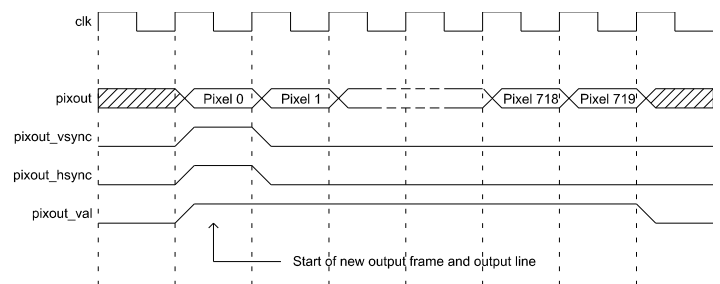 clk
pixout
Pixel 0
Pixel 1
Pixel 718
Pixel 719
pixout_vsync
pixout_hsync
pixout_val
Start of new output frame and output line